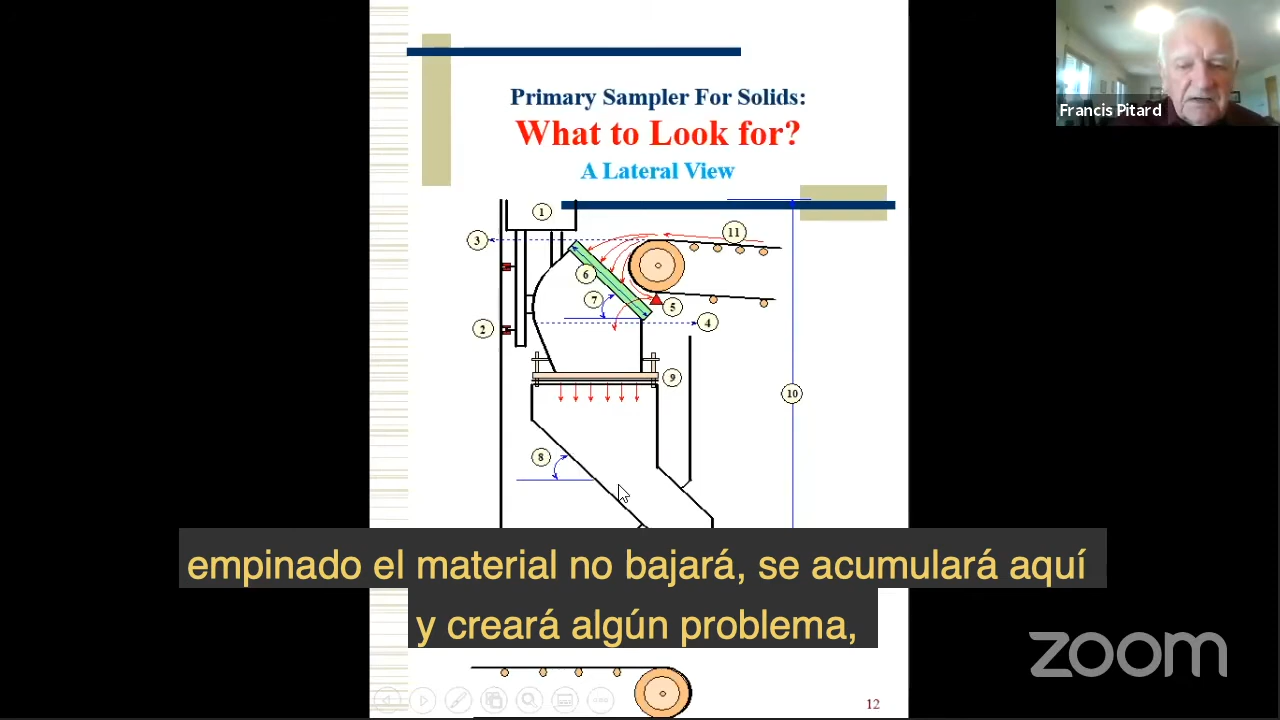 Francis Pitard
Primary Sampler For Solids:
What to Look for?
A Lateral View
1
3
11
6
7
5
4
2
9
10
8
empinado el material no bajará, se acumulará aquí
y creará algún problema,
zoom
12